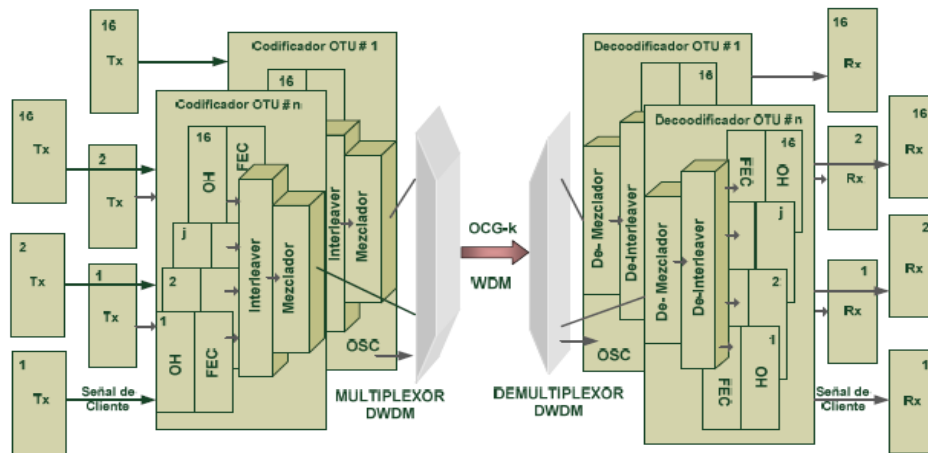 16
Tx
Codificador OTU # 1
16
16
Tx
2
Tx
Codificador OTU # n
16
OH
FEC
j
2
1
OH
FEC
Interleaver
Mezclador
Interleaver
Mezclador
2
Tx
1
Tx
1
Tx
Señal de
Cliente
OSC
MULTIPLEXOR
DWDM
OCG-k
WDM
DEMULTIPLEXOR
DWDM
Decoodificador OTU # 1
16
De- Mezclador
De-Interleaver
OSC
Decoodificador OTU # n
De- Mezclador
De-Interleaver
FEC
16
OH
j
2
1
FEC
OH
Señal de
Cliente
16
Rx
16
Rx
2
Rx
2
Rx
1
Rx
1
Rx